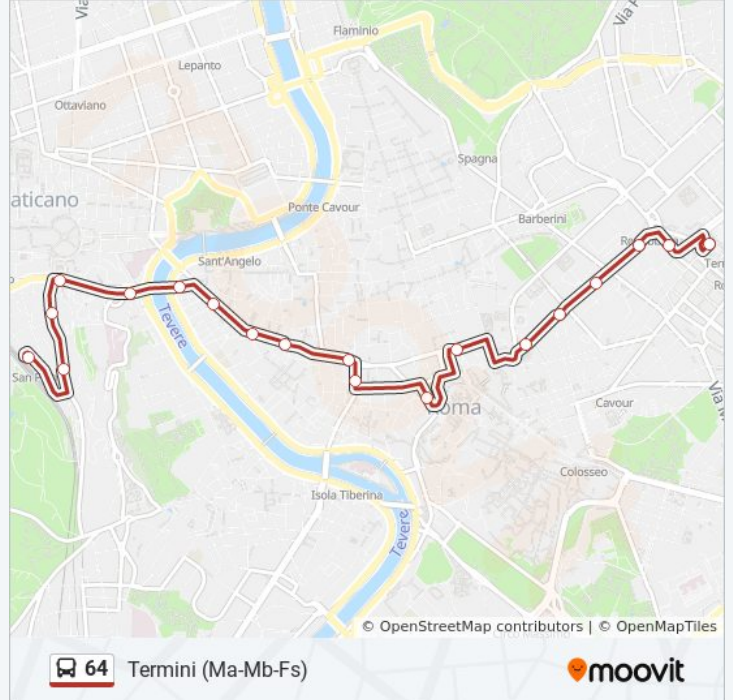 Flaminio
Lepanto
Ottaviano
Spagna
aticano
Ponte Cavour
Barberini
Sant'Angelo
Tevere
Cavour
Colosseo
Isola Tiberina
Tevere
© OpenStreetMap contributors | © OpenMapTiles
64
Termini (Ma-Mb-Fs)
moovit